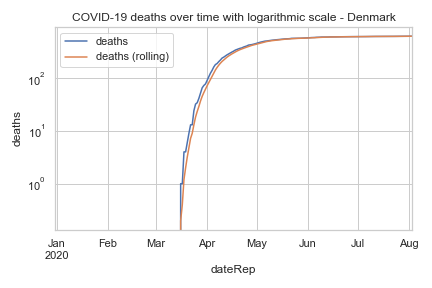 COVID-19 deaths over time with logarithmic scale - Denmark
deaths
deaths (rolling)
10²
10¹
10⁰
deaths
Jan Feb Mar Apr May Jun Jul Aug
2020
dateRep